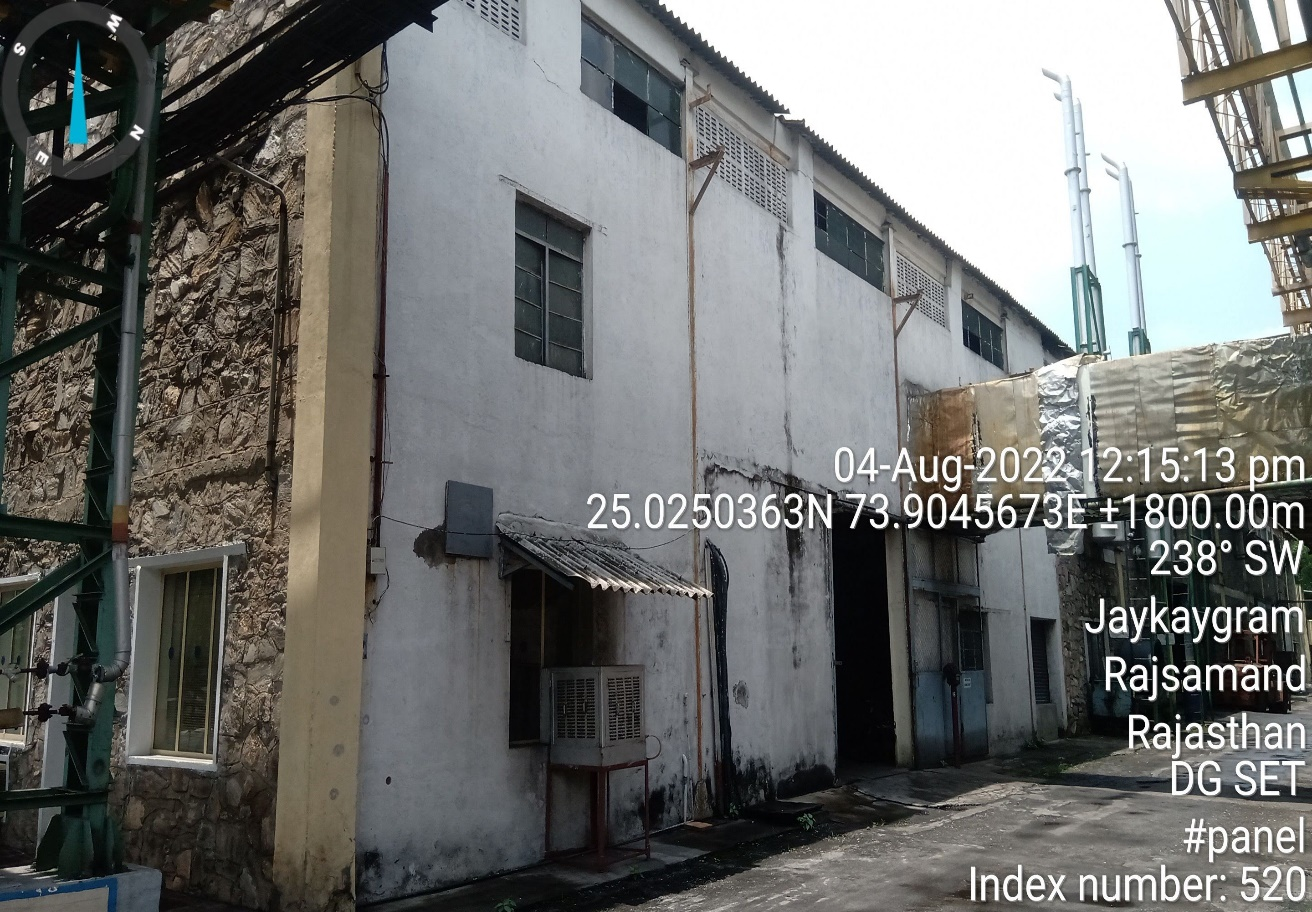 W
S
N
E
04-Aug-2022 12:15:13 pm
25.0250363N 73.9045673E ±1800.00m
238° SW
Jaykaygram
Rajsamand
Rajasthan
DG SET
#panel
Index number: 520